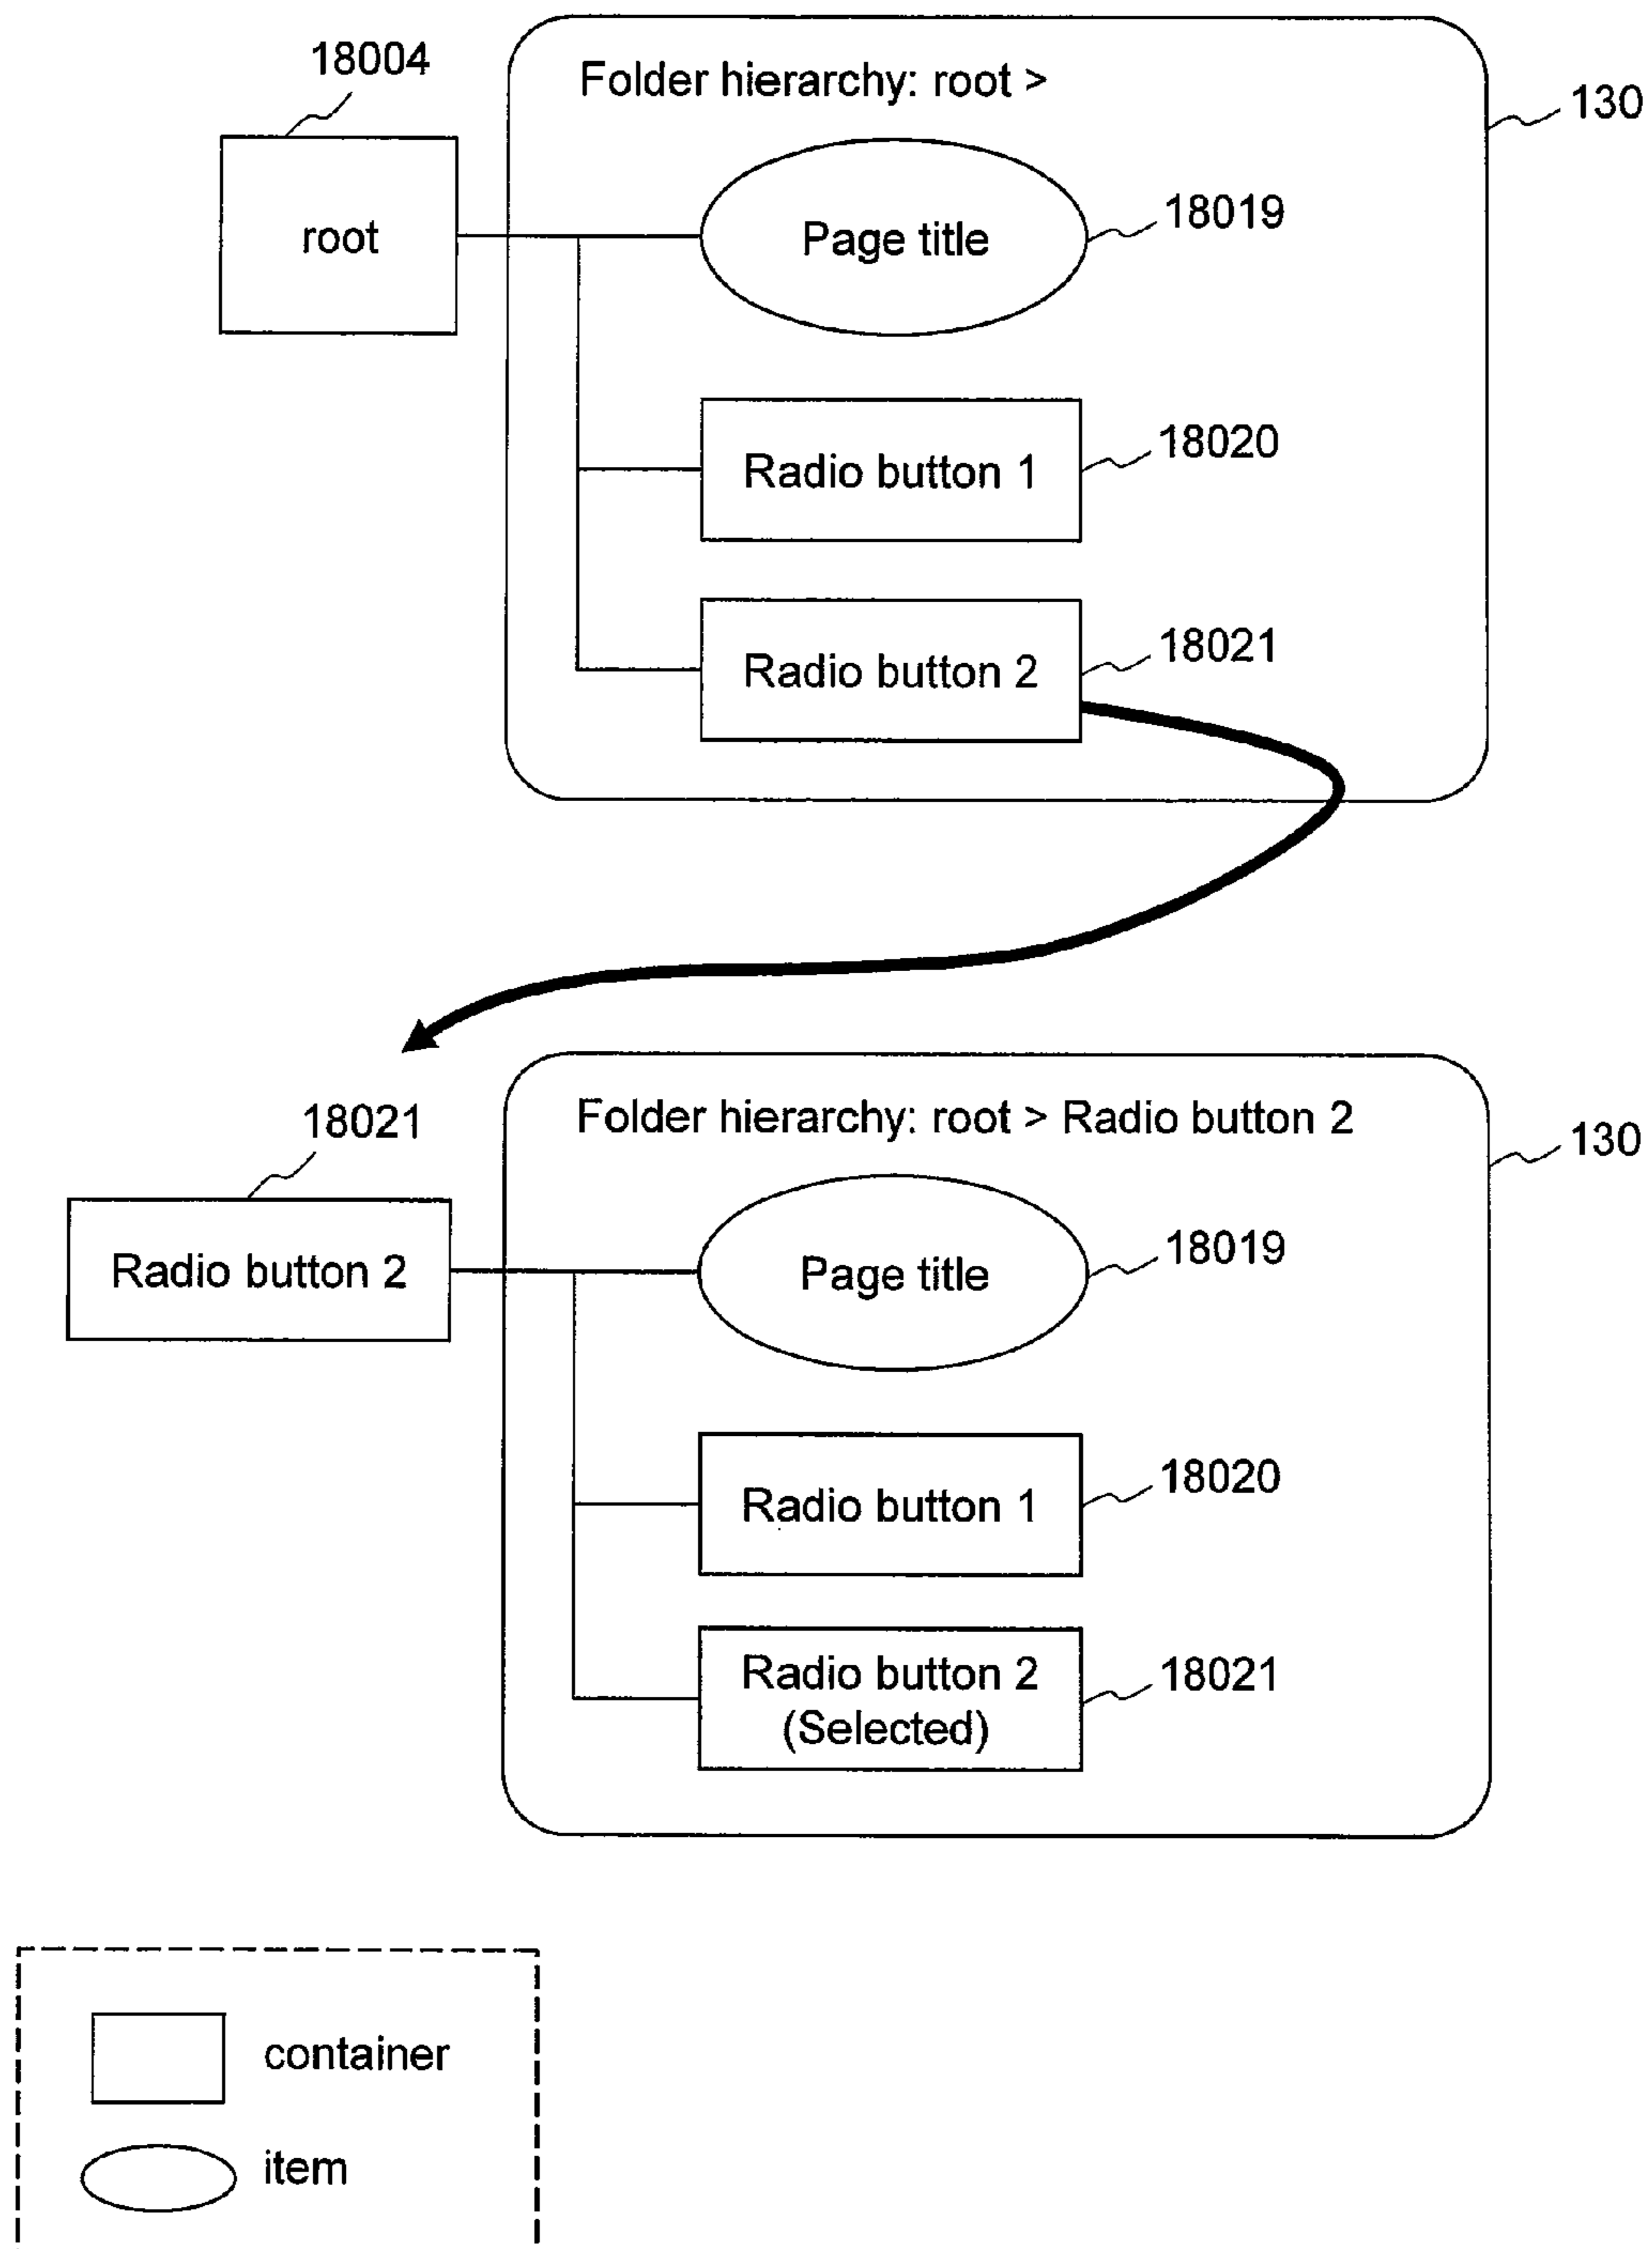 18004
Folder hierarchy: root >
130
root
Page title
18019
Radio button 1
18020
Radio button 2
18021
18021
Folder hierarchy: root > Radio button 2
130
Radio button 2
Page title
18019
Radio button 1
18020
Radio button 2
(Selected)
18021
container
item